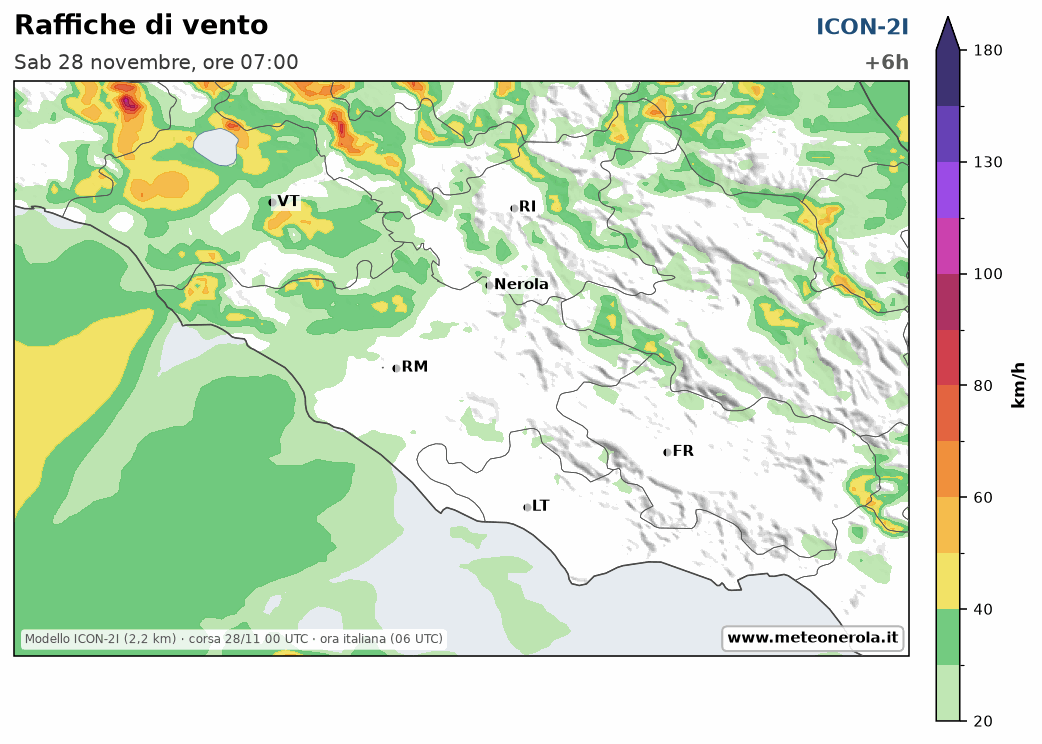 Raffiche di vento
ICON-2I
Sab 28 novembre, ore 07:00
+6h
180
130
100
80
60
40
20
km/h
VT
RI
Nerola
RM
FR
LT
Modello ICON-2I (2,2 km) · corsa 28/11 00 UTC · ora italiana (06 UTC)
www.meteonerola.it